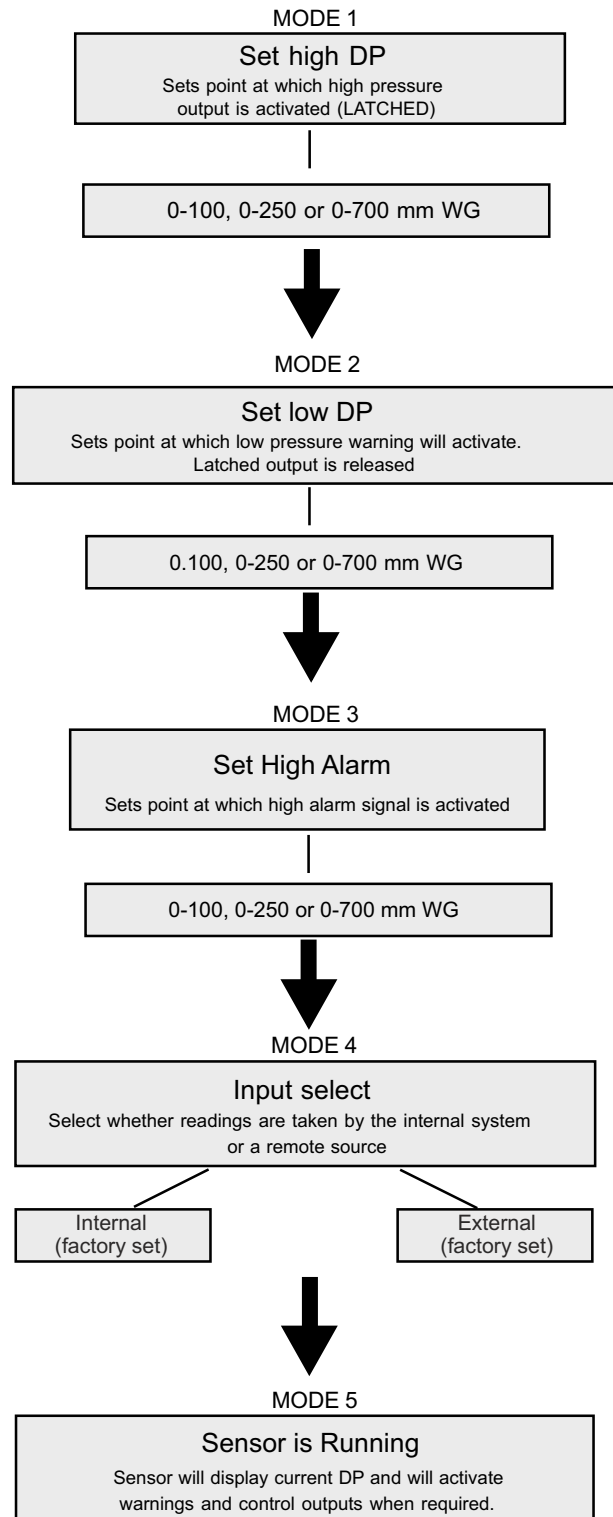 MODE 1
Set high DP
Sets point at which high pressure
output is activated (LATCHED)
0-100, 0-250 or 0-700 mm WG
MODE 2
Set low DP
Sets point at which low pressure warning will activate.
Latched output is released
0.100, 0-250 or 0-700 mm WG
MODE 3
Set High Alarm
Sets point at which high alarm signal is activated
0-100, 0-250 or 0-700 mm WG
MODE 4
Input select
Select whether readings are taken by the internal system
or a remote source
Internal
(factory set)
External
(factory set)
MODE 5
Sensor is Running
Sensor will display current DP and will activate
warnings and control outputs when required.